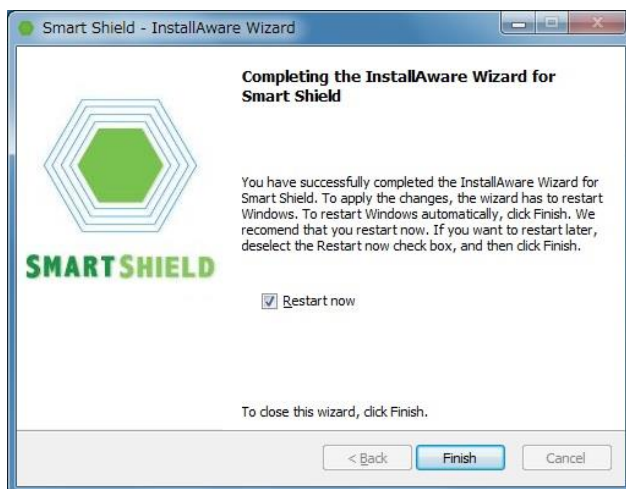 Smart Shield - InstallAware Wizard
Completing the InstallAware Wizard for
Smart Shield
You have successfully completed the InstallAware Wizard for
Smart Shield. To apply the changes, the wizard has to restart
Windows. To restart Windows automatically, click Finish. We
recomend that you restart now. If you want to restart later,
deselect the Restart now check box, and then click Finish.
SMARTSHIELD
Restart now
To close this wizard, click Finish.
< Back Finish Cancel